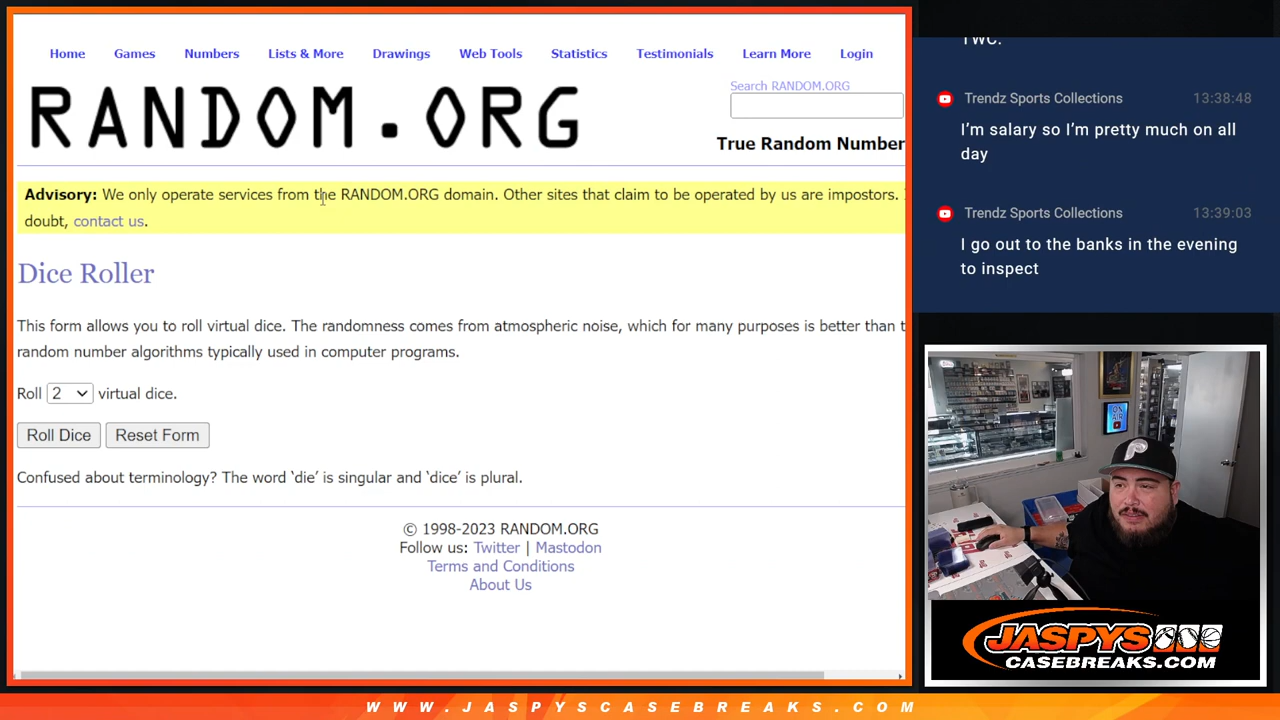 Home Games Numbers Lists & More Drawings Web Tools Statistics Testimonials Learn More Login
RANDOM.ORG
Search RANDOM.ORG
True Random Number
Advisory: We only operate services from the RANDOM.ORG domain. Other sites that claim to be operated by us are impostors.
doubt, contact us.
Dice Roller
This form allows you to roll virtual dice. The randomness comes from atmospheric noise, which for many purposes is better than t
random number algorithms typically used in computer programs.
Roll 2 virtual dice.
Roll Dice Reset Form
Confused about terminology? The word ‘die’ is singular and ‘dice’ is plural.
© 1998-2023 RANDOM.ORG
Follow us: Twitter | Mastodon
Terms and Conditions
About Us
TWC.
Trendz Sports Collections 13:38:48
I’m salary so I’m pretty much on all
day
Trendz Sports Collections 13:39:03
I go out to the banks in the evening
to inspect
ON
AIR
P
JASPYS
CASEBREAKS.COM
WWW.JASPYSCASEBREAKS.COM